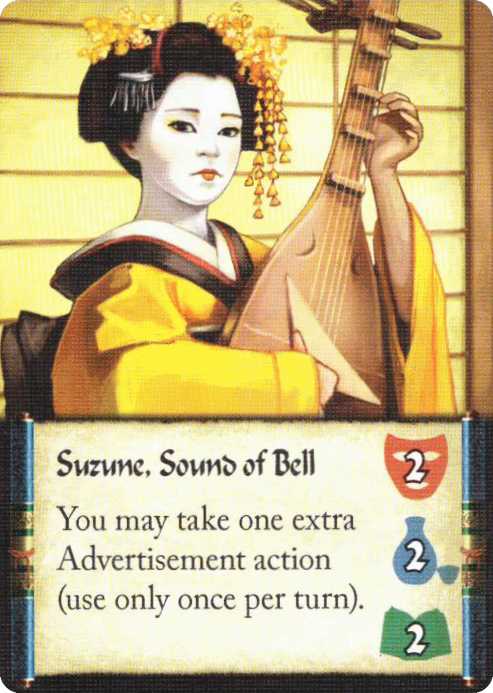 Suzune, Sound of Bell
2
You may take one extra
Advertisement action
(use only once per turn).
2
2